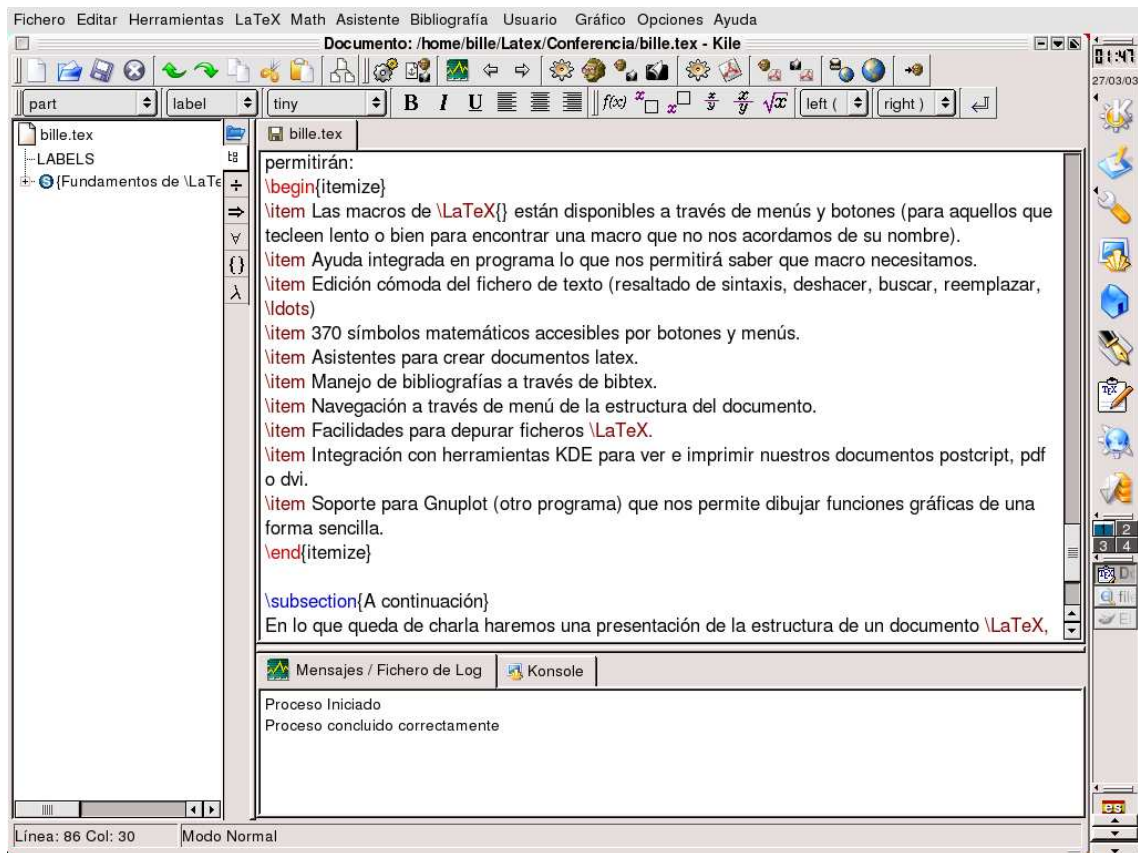 Fichero Editar Herramientas LaTeX Math Asistente Bibliografía Usuario Gráfico Opciones Ayuda
Documento: /home/bille/Latex/Conferencia/bille.tex - Kile
01:47
27/03/03
part label tiny B I U f(x) left ( right )
bille.tex
LABELS
{Fundamentos de \LaTe
bille.tex
permitirán:
\begin{itemize}
\item Las macros de \LaTeX{} están disponibles a través de menús y botones (para aquellos que
tecleen lento o bien para encontrar una macro que no nos acordamos de su nombre).
\item Ayuda integrada en programa lo que nos permitirá saber que macro necesitamos.
\item Edición cómoda del fichero de texto (resaltado de sintaxis, deshacer, buscar, reemplazar,
\ldots)
\item 370 símbolos matemáticos accesibles por botones y menús.
\item Asistentes para crear documentos latex.
\item Manejo de bibliografías a través de bibtex.
\item Navegación a través de menú de la estructura del documento.
\item Facilidades para depurar ficheros \LaTeX.
\item Integración con herramientas KDE para ver e imprimir nuestros documentos postcript, pdf
o dvi.
\item Soporte para Gnuplot (otro programa) que nos permite dibujar funciones gráficas de una
forma sencilla.
\end{itemize}
\subsection{A continuación}
En lo que queda de charla haremos una presentación de la estructura de un documento \LaTeX,
Mensajes / Fichero de Log Konsole
Proceso Iniciado
Proceso concluido correctamente
2
3 4
es
Línea: 86 Col: 30 Modo Normal